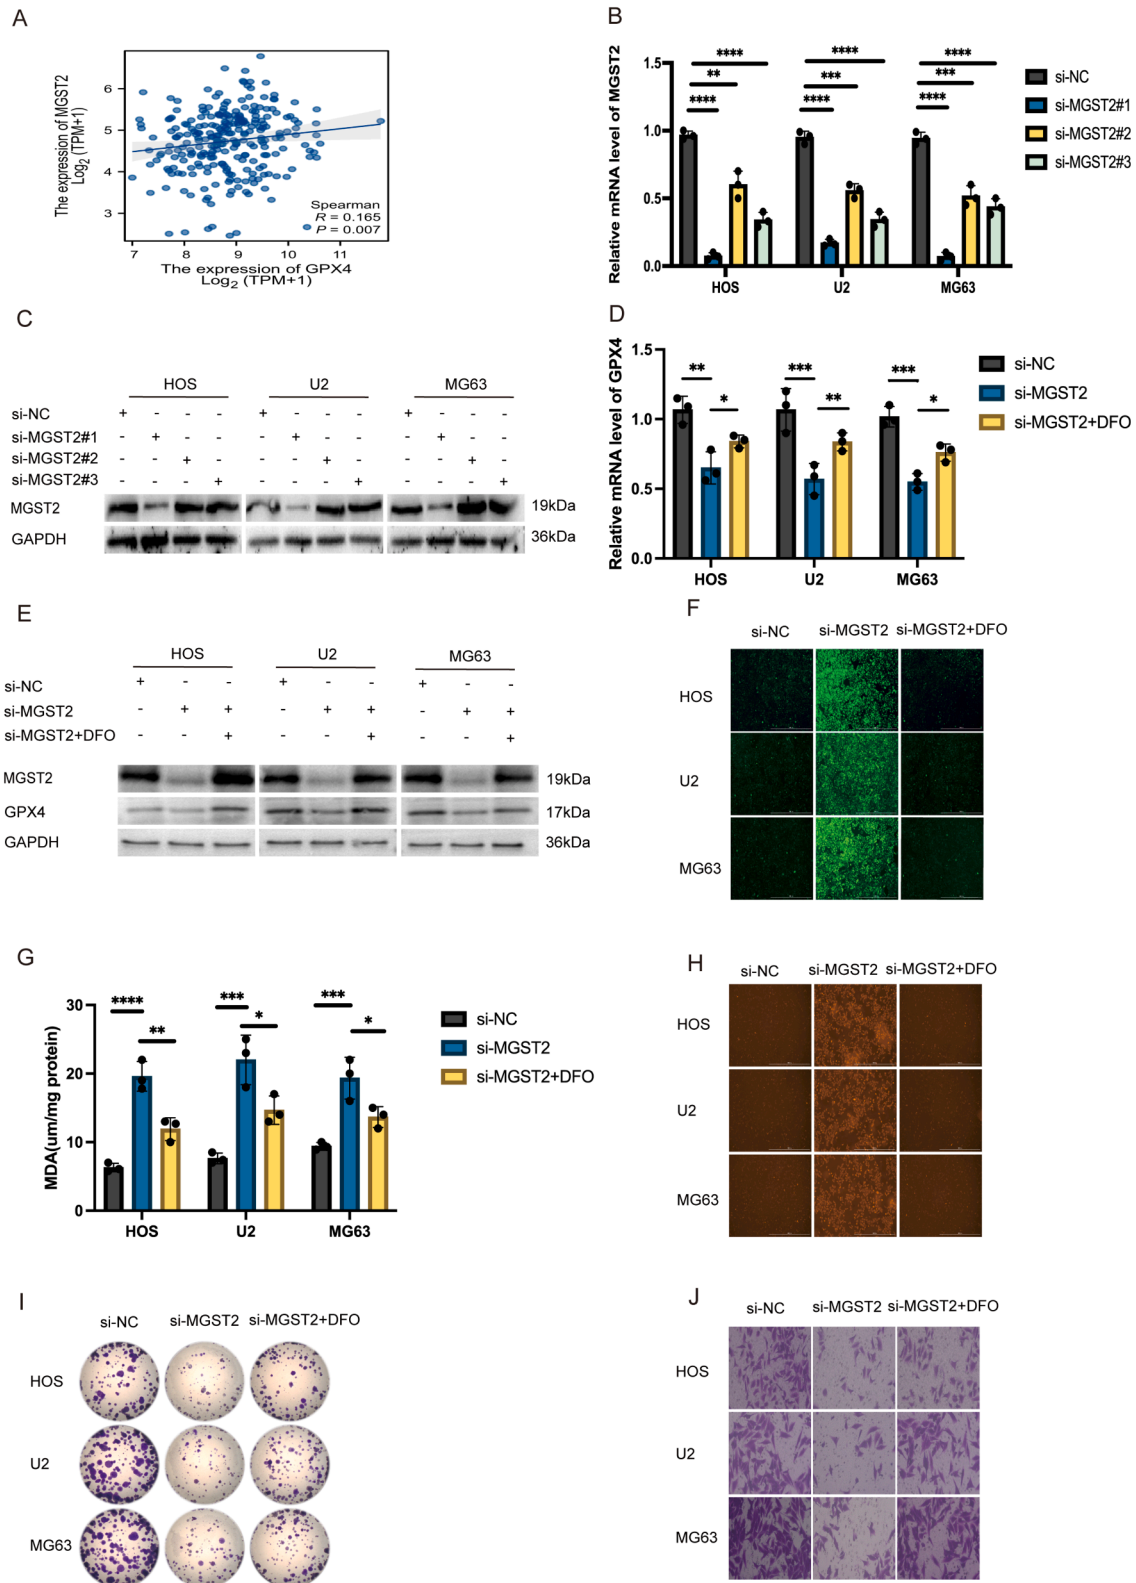 A
The expression of MGST2
Log2 (TPM+1)
6
5
4
3
Spearman
R = 0.165
P = 0.007
7 8 9 10 11
The expression of GPX4
Log2 (TPM+1)
B
Relative mRNA level of MGST2
1.5
1.0
0.5
0.0
**** **** ****
** *** ***
**** **** ****
HOS U2 MG63
si-NC
si-MGST2#1
si-MGST2#2
si-MGST2#3
C
HOS U2 MG63
si-NC + - - - + - - - + - - -
si-MGST2#1 - + - - - + - - - + - -
si-MGST2#2 - - + - - - + - - - + -
si-MGST2#3 - - - + - - - + - - - +
MGST2 19kDa
GAPDH 36kDa
D
Relative mRNA level of GPX4
1.5
1.0
0.5
0.0
** *** ***
* ** *
HOS U2 MG63
si-NC
si-MGST2
si-MGST2+DFO
E
HOS U2 MG63
si-NC + - - + - - + - -
si-MGST2 - + + - + + - + +
si-MGST2+DFO - - + - - + - - +
MGST2 19kDa
GPX4 17kDa
GAPDH 36kDa
F
si-NC si-MGST2 si-MGST2+DFO
HOS
U2
MG63
G
MDA(um/mg protein)
30
20
10
0
**** *** ***
** * *
HOS U2 MG63
si-NC
si-MGST2
si-MGST2+DFO
H
si-NC si-MGST2 si-MGST2+DFO
HOS
U2
MG63
I
si-NC si-MGST2 si-MGST2+DFO
HOS
U2
MG63
J
si-NC si-MGST2 si-MGST2+DFO
HOS
U2
MG63